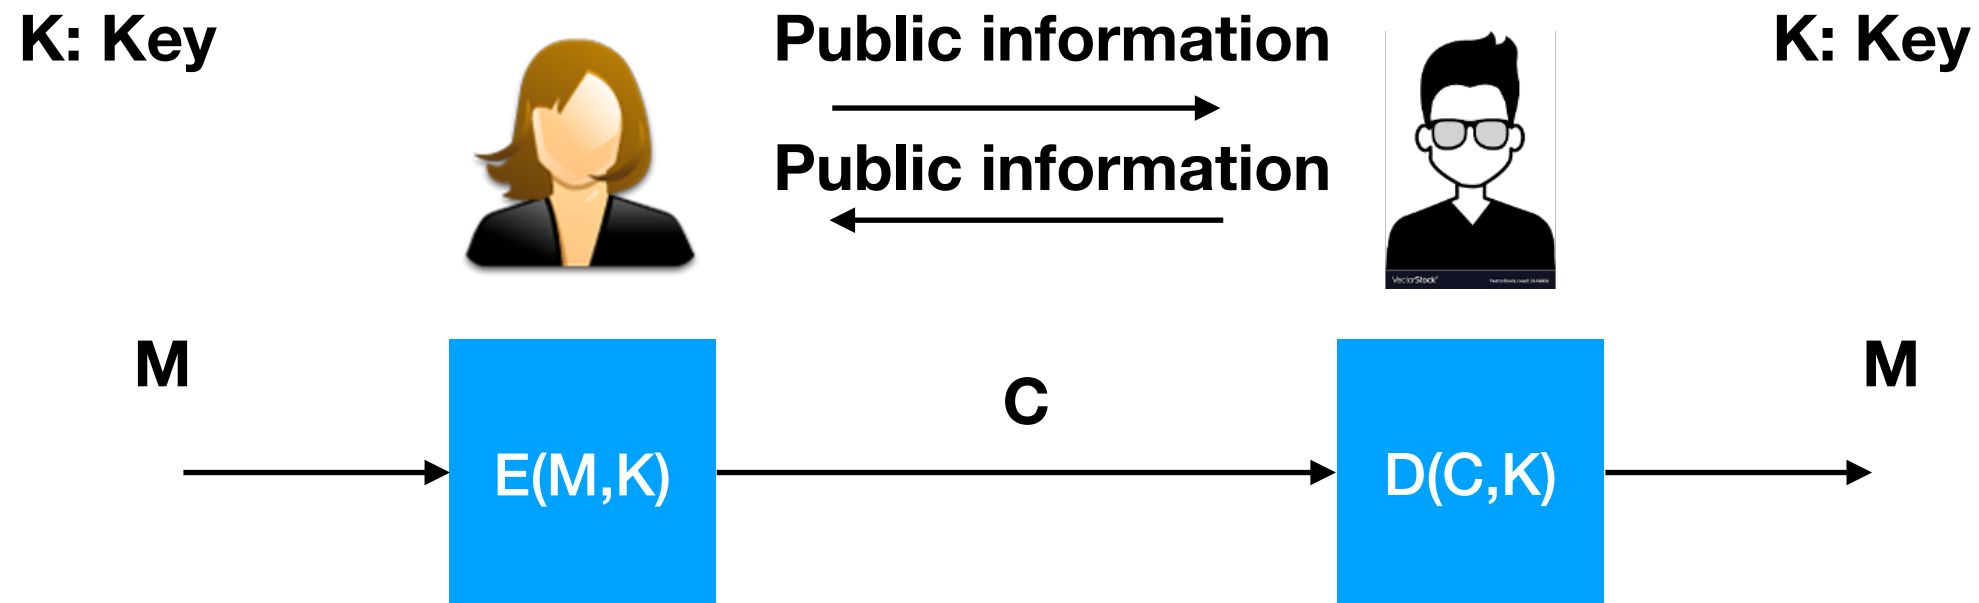 K: Key
Public information
K: Key
Public information
VectorStock
M
C
M
E(M,K)
D(C,K)